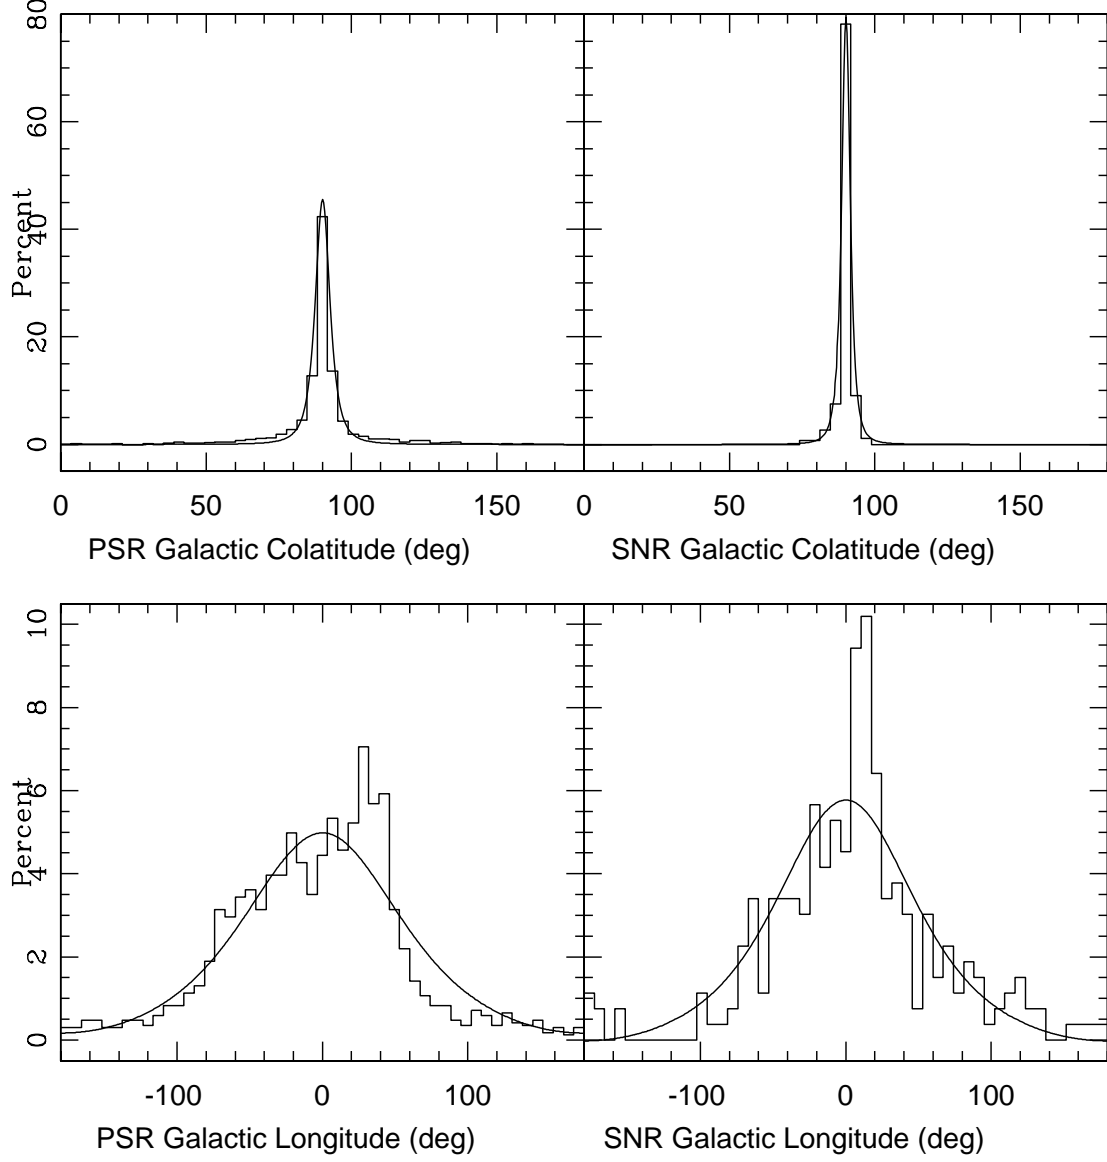 80
60
40
20
0
Percent
0 50 100 150 0 50 100 150
PSR Galactic Colatitude (deg) SNR Galactic Colatitude (deg)
10
8
6
4
2
0
Percent
-100 0 100 -100 0 100
PSR Galactic Longitude (deg) SNR Galactic Longitude (deg)